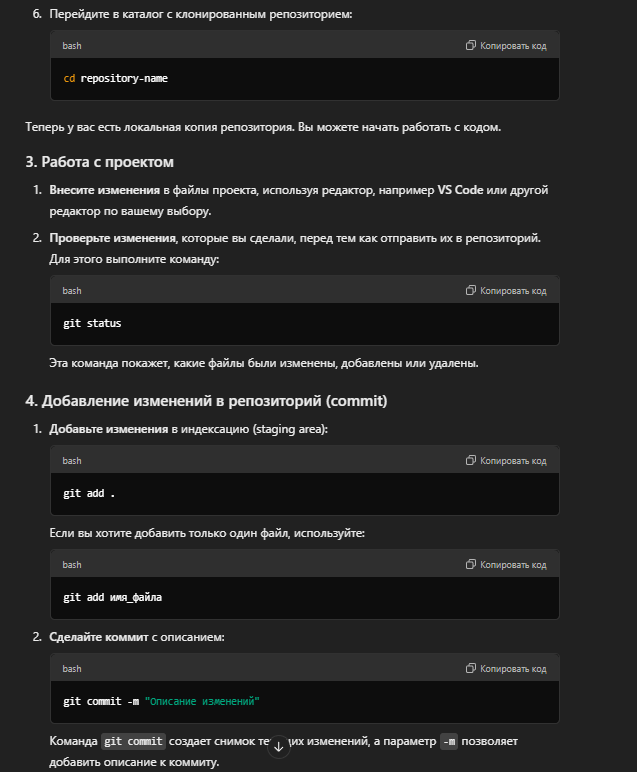 6. Перейдите в каталог с клонированным репозиторием:
bash Копировать код
cd repository-name
Теперь у вас есть локальная копия репозитория. Вы можете начать работать с кодом.
3. Работа с проектом
1. Внесите изменения в файлы проекта, используя редактор, например VS Code или другой
редактор по вашему выбору.
2. Проверьте изменения, которые вы сделали, перед тем как отправить их в репозиторий.
Для этого выполните команду:
bash Копировать код
git status
Эта команда покажет, какие файлы были изменены, добавлены или удалены.
4. Добавление изменений в репозиторий (commit)
1. Добавьте изменения в индексацию (staging area):
bash Копировать код
git add .
Если вы хотите добавить только один файл, используйте:
bash Копировать код
git add имя_файла
2. Сделайте коммит с описанием:
bash Копировать код
git commit -m "Описание изменений"
Команда git commit создает снимок текущих изменений, а параметр -m позволяет
добавить описание к коммиту.